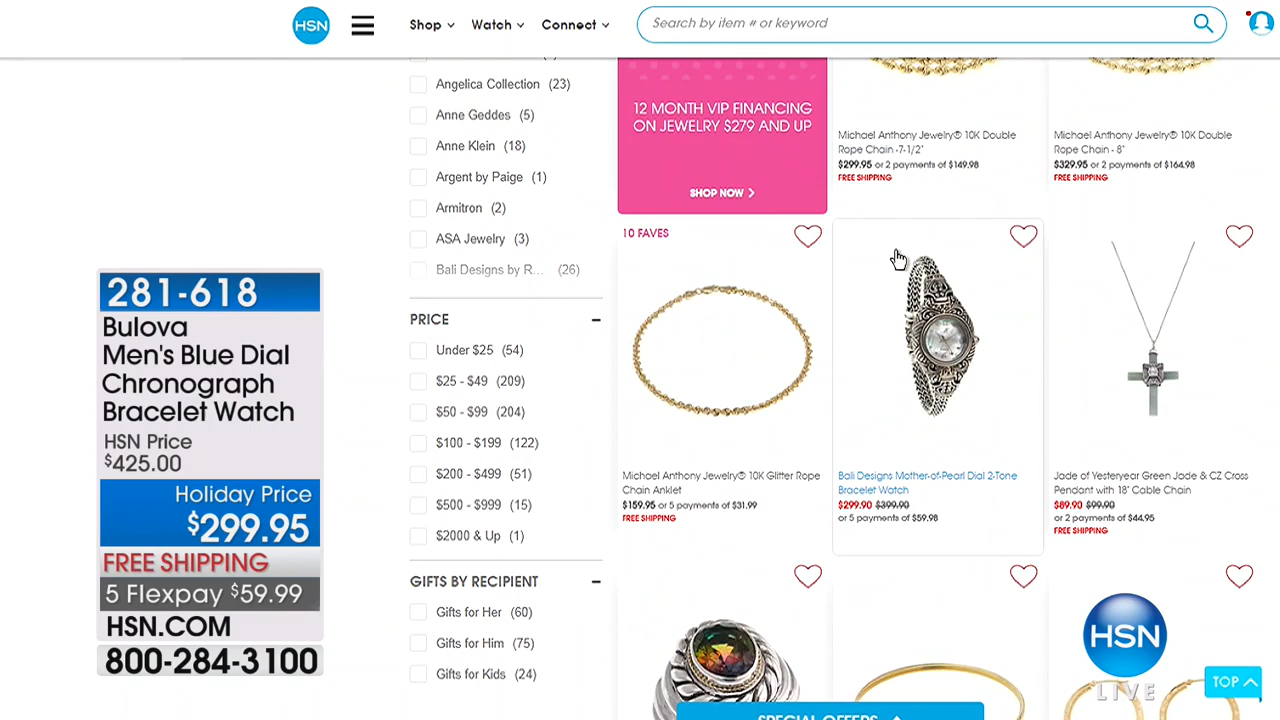 HSN
Shop
Watch
Connect
Search by item # or keyword
Angelica Collection (23)
Anne Geddes (5)
Anne Klein (18)
Argent by Paige (1)
Armitron (2)
ASA Jewelry (3)
Bali Designs by R... (26)
PRICE
Under $25 (54)
$25 - $49 (209)
$50 - $99 (204)
$100 - $199 (122)
$200 - $499 (51)
$500 - $999 (15)
$2000 & Up (1)
GIFTS BY RECIPIENT
Gifts for Her (60)
Gifts for Him (75)
Gifts for Kids (24)
12 MONTH VIP FINANCING
ON JEWELRY $279 AND UP
SHOP NOW
Michael Anthony Jewelry® 10K Double
Rope Chain -7-1/2"
$299.95 or 2 payments of $149.98
FREE SHIPPING
Michael Anthony Jewelry® 10K Double
Rope Chain - 8"
$329.95 or 2 payments of $164.98
FREE SHIPPING
10 FAVES
Michael Anthony Jewelry® 10K Glitter Rope
Chain Anklet
$159.95 or 5 payments of $31.99
FREE SHIPPING
Bali Designs Mother-of-Pearl Dial 2-Tone
Bracelet Watch
$299.90 $399.90
or 5 payments of $59.98
Jade of Yesteryear Green Jade & CZ Cross
Pendant with 18" Cable Chain
$89.90 $99.90
or 2 payments of $44.95
FREE SHIPPING
281-618
Bulova
Men's Blue Dial
Chronograph
Bracelet Watch
HSN Price
$425.00
Holiday Price
$299.95
FREE SHIPPING
5 Flexpay $59.99
HSN.COM
800-284-3100
HSN
LIVE
TOP
SPECIAL OFFERS